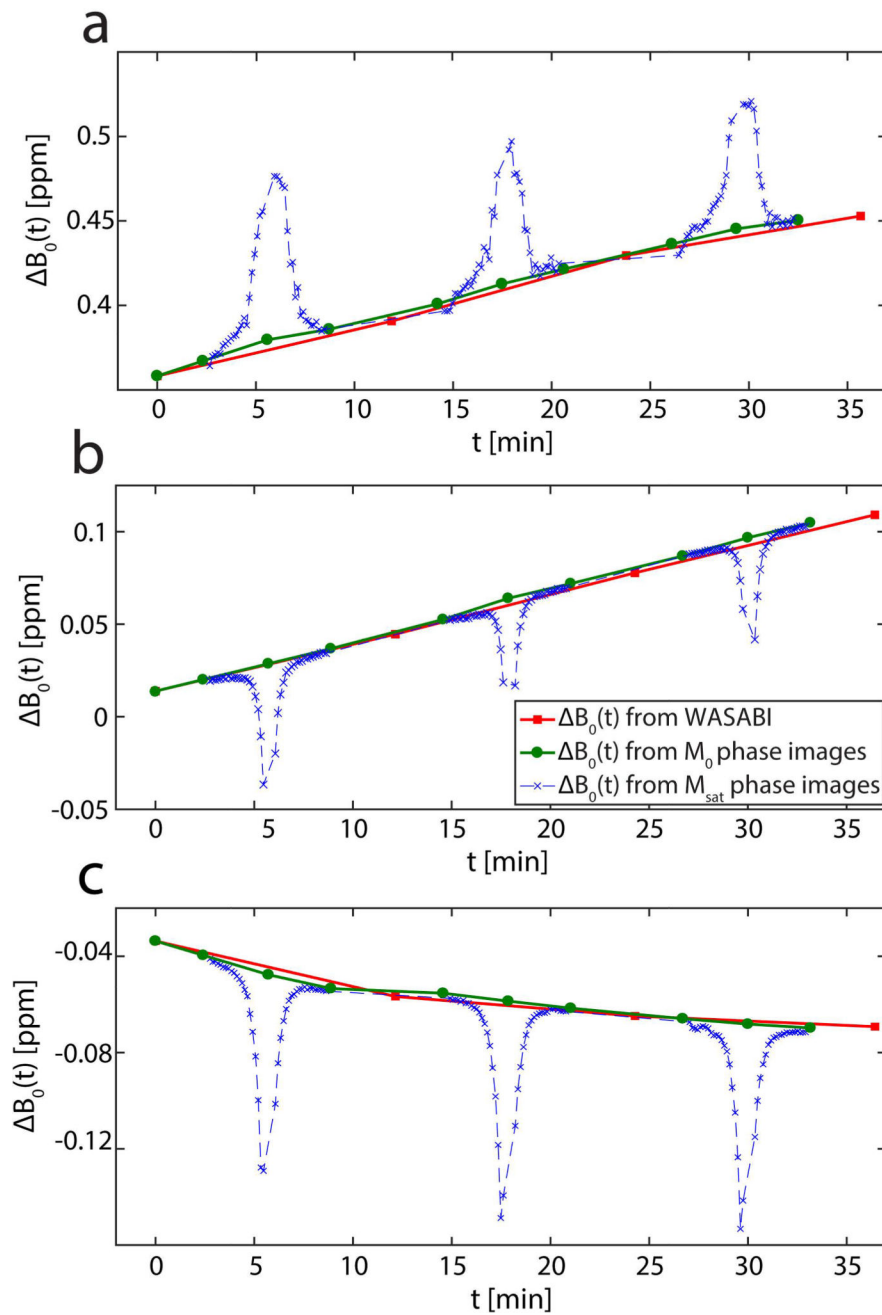 a
ΔB₀(t) [ppm]
0.5
0.45
0.4
0 5 10 15 20 25 30 35
t [min]
b
ΔB₀(t) [ppm]
0.1
0.05
0
-0.05
ΔB₀(t) from WASABI
ΔB₀(t) from M₀ phase images
ΔB₀(t) from Mₛₐₜ phase images
0 5 10 15 20 25 30 35
t [min]
c
ΔB₀(t) [ppm]
-0.04
-0.08
-0.12
0 5 10 15 20 25 30 35
t [min]